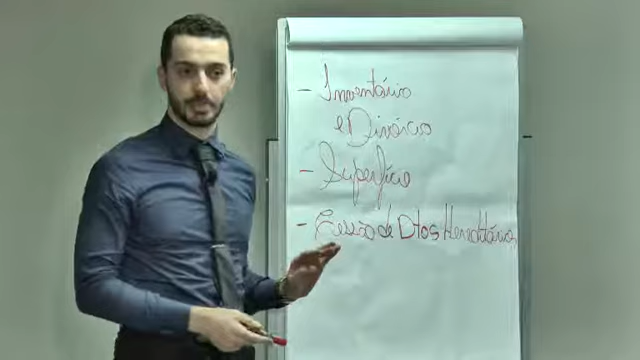 - Inventário
e Divórcio
- Superfície
- Cessão de Dtos Hereditários